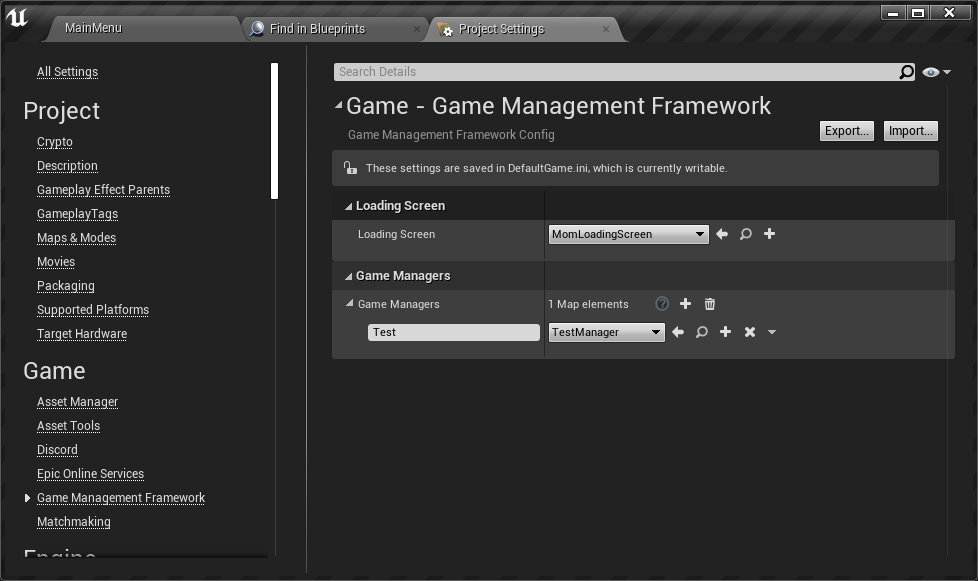 MainMenu
Find in Blueprints
Project Settings
All Settings
Project
Crypto
Description
Gameplay Effect Parents
GameplayTags
Maps & Modes
Movies
Packaging
Supported Platforms
Target Hardware
Game
Asset Manager
Asset Tools
Discord
Epic Online Services
Game Management Framework
Matchmaking
Engine
Search Details
Game - Game Management Framework
Game Management Framework Config
Export...
Import...
These settings are saved in DefaultGame.ini, which is currently writable.
Loading Screen
Loading Screen
MomLoadingScreen
Game Managers
Game Managers
1 Map elements
Test
TestManager